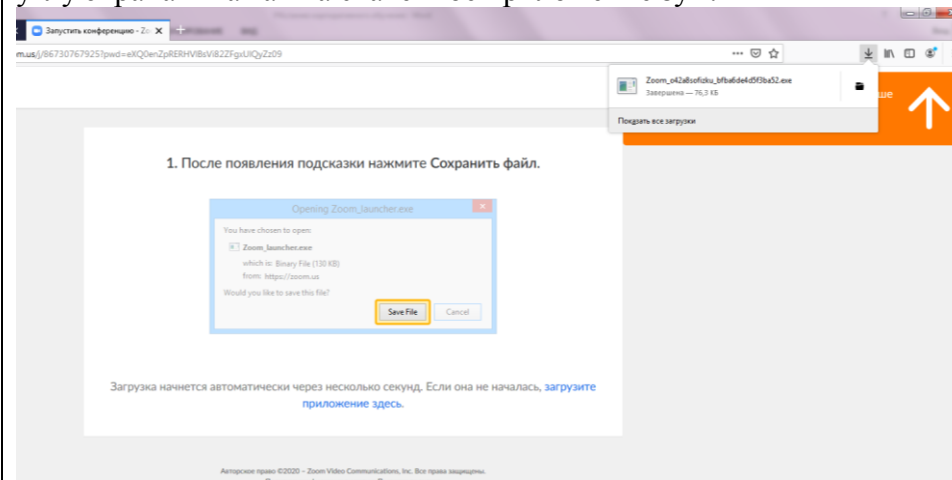 Запустить конференцию - Zo
m.us/j/86730767925?pwd=eXQ0enZpRERHVlBsVi82ZFgxUlQyZz09
Zoom_o42a8sofizku_bfba6de4d5f3ba52.exe
Завершена — 76,3 КБ
Показать все загрузки
ше
1. После появления подсказки нажмите Сохранить файл.
Opening Zoom_launcher.exe
You have chosen to open:
Zoom_launcher.exe
which is: Binary File (130 KB)
from: https://zoom.us
Would you like to save this file?
Save File
Cancel
Загрузка начнется автоматически через несколько секунд. Если она не началась, загрузите
приложение здесь.
Авторское право ©2020 – Zoom Video Communications, Inc. Все права защищены.